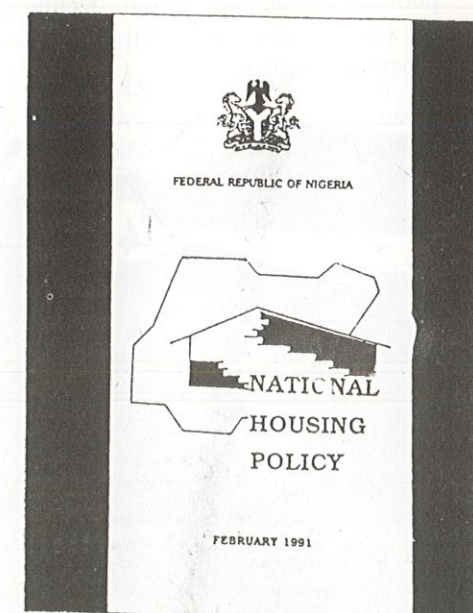 FEDERAL REPUBLIC OF NIGERIA
NATIONAL
HOUSING
POLICY
FEBRUARY 1991